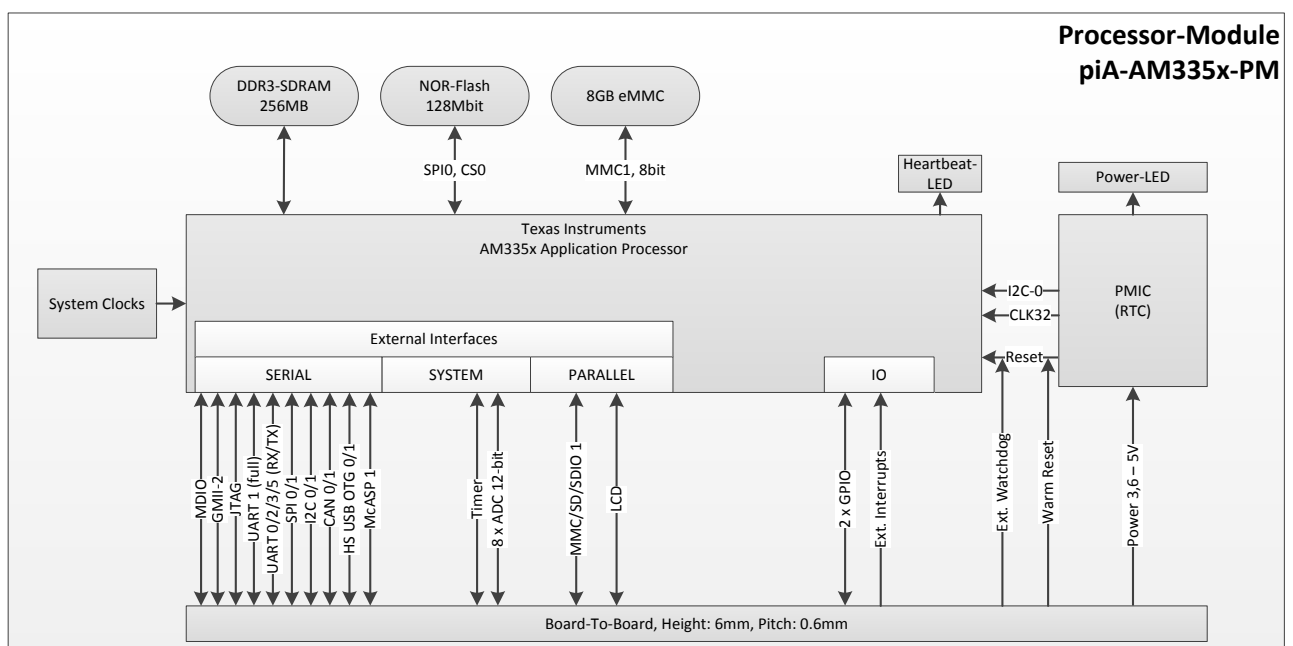 Processor-Module
piA-AM335x-PM
DDR3-SDRAM
256MB
NOR-Flash
128Mbit
8GB eMMC
SPI0, CS0
MMC1, 8bit
Heartbeat-
LED
Power-LED
Texas Instruments
AM335x Application Processor
System Clocks
I2C-0
CLK32
Reset
PMIC
(RTC)
External Interfaces
SERIAL
SYSTEM
PARALLEL
IO
MDIO
GMII-2
JTAG
UART 1 (full)
UART 0/2/3/5 (RX/TX)
SPI 0/1
I2C 0/1
CAN 0/1
HS USB OTG 0/1
McASP 1
Timer
8 x ADC 12-bit
MMC/SD/SDIO 1
LCD
2 x GPIO
Ext. Interrupts
Ext. Watchdog
Warm Reset
Power 3,6 – 5V
Board-To-Board, Height: 6mm, Pitch: 0.6mm